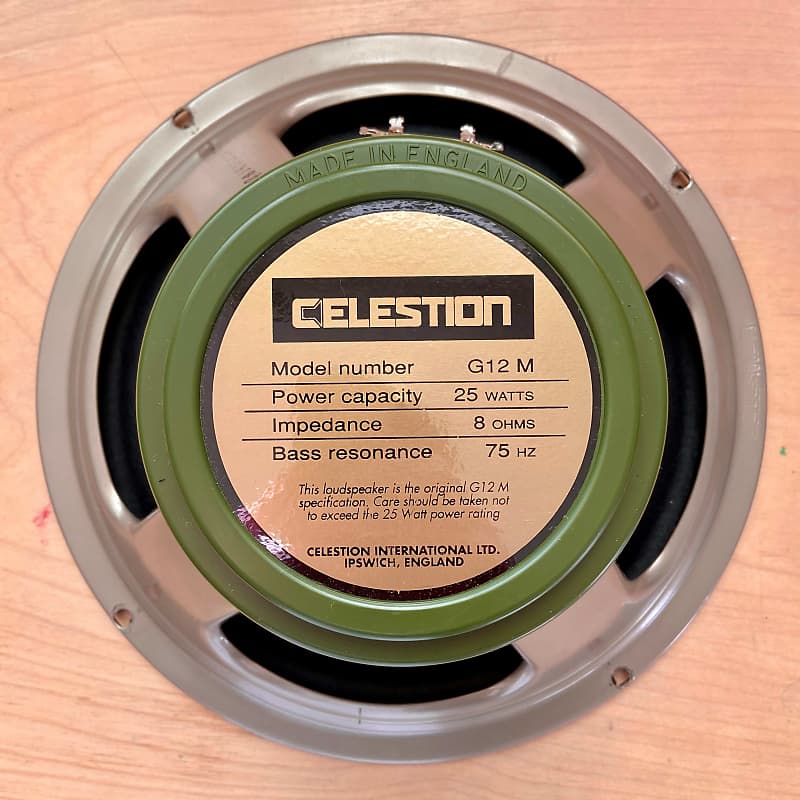 MADE IN ENGLAND
CELESTION
Model number G12 M
Power capacity 25 WATTS
Impedance 8 OHMS
Bass resonance 75 HZ
This loudspeaker is the original G12 M
specification. Care should be taken not
to exceed the 25 Watt power rating
CELESTION INTERNATIONAL LTD.
IPSWICH, ENGLAND